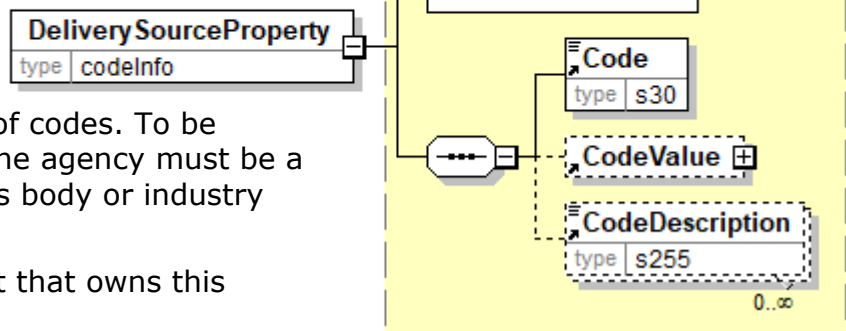 DeliverySourceProperty
type codeInfo
of codes. To be
he agency must be a
s body or industry
t that owns this
Code
type s30
CodeValue
CodeDescription
type s255
0..∞